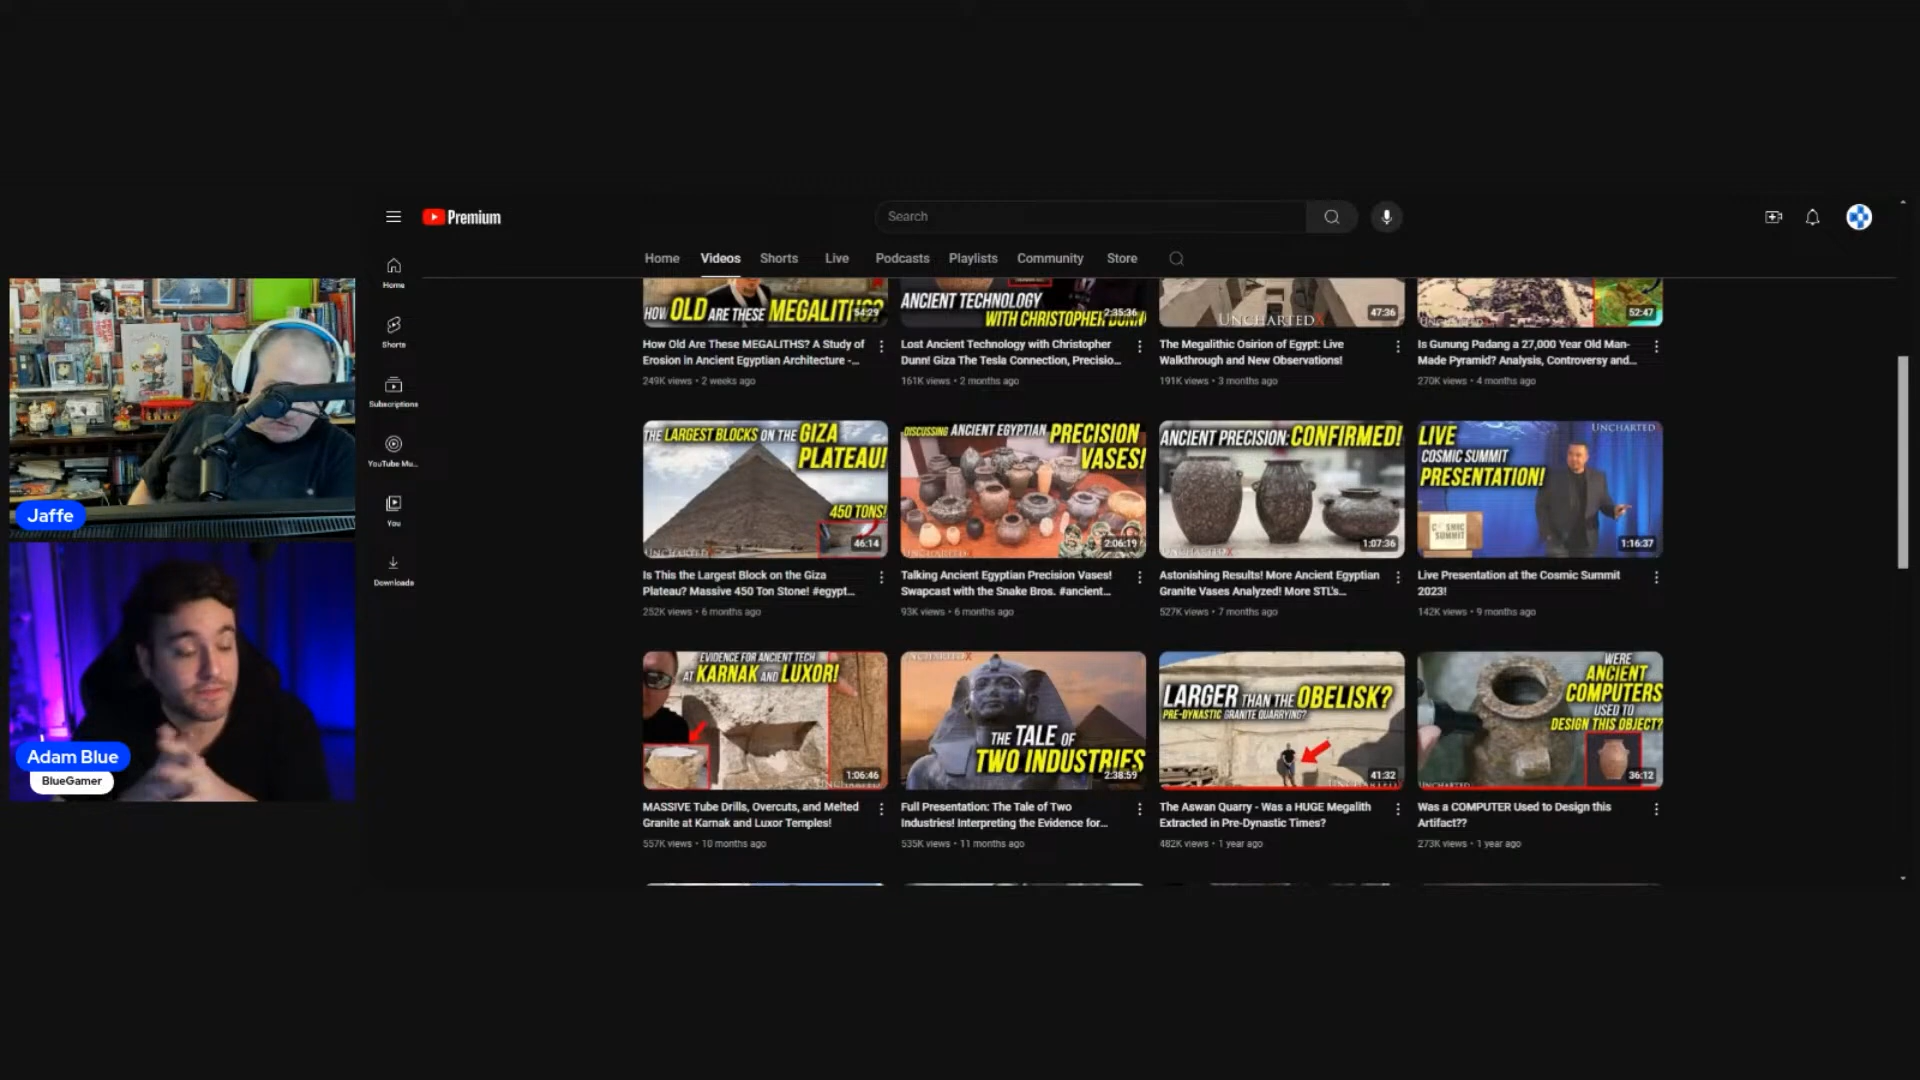 Premium
Search
Home
Videos
Shorts
Live
Podcasts
Playlists
Community
Store
Home
Shorts
Subscriptions
YouTube Mu...
You
Downloads
HOW OLD ARE THESE MEGALITHS?
54:29
How Old Are These MEGALITHS? A Study of
Erosion in Ancient Egyptian Architecture -...
249K views • 2 weeks ago
ANCIENT TECHNOLOGY
WITH CHRISTOPHER DUNN!
2:35:36
Lost Ancient Technology with Christopher
Dunn! Giza The Tesla Connection, Precisio...
161K views • 2 months ago
UNCHARTEDX
47:36
The Megalithic Osirion of Egypt: Live
Walkthrough and New Observations!
191K views • 3 months ago
52:47
Is Gunung Padang a 27,000 Year Old Man-
Made Pyramid? Analysis, Controversy and...
270K views • 4 months ago
THE LARGEST BLOCKS ON THE GIZA
PLATEAU!
450 TONS!
UNCHARTEDX
46:14
Is This the Largest Block on the Giza
Plateau? Massive 450 Ton Stone! #egypt...
252K views • 6 months ago
DISCUSSING ANCIENT EGYPTIAN PRECISION
VASES!
UNCHARTEDX
2:06:19
Talking Ancient Egyptian Precision Vases!
Swapcast with the Snake Bros. #ancient...
93K views • 6 months ago
ANCIENT PRECISION: CONFIRMED!
UNCHARTEDX
1:07:36
Astonishing Results! More Ancient Egyptian
Granite Vases Analyzed! More STL's...
527K views • 7 months ago
LIVE
COSMIC SUMMIT
PRESENTATION!
UNCHARTED
COSMIC
SUMMIT
1:16:37
Live Presentation at the Cosmic Summit
2023!
142K views • 9 months ago
EVIDENCE FOR ANCIENT TECH
AT KARNAK AND LUXOR!
1:06:46
MASSIVE Tube Drills, Overcuts, and Melted
Granite at Karnak and Luxor Temples!
557K views • 10 months ago
UNCHARTEDX
THE TALE OF
TWO INDUSTRIES
2:38:59
Full Presentation: The Tale of Two
Industries! Interpreting the Evidence for...
535K views • 11 months ago
LARGER THAN THE OBELISK?
PRE-DYNASTIC GRANITE QUARRYING?
41:32
The Aswan Quarry - Was a HUGE Megalith
Extracted in Pre-Dynastic Times?
482K views • 1 year ago
WERE
ANCIENT
COMPUTERS
USED TO
DESIGN THIS OBJECT?
36:12
Was a COMPUTER Used to Design this
Artifact??
273K views • 1 year ago
Jaffe
Adam Blue
BlueGamer